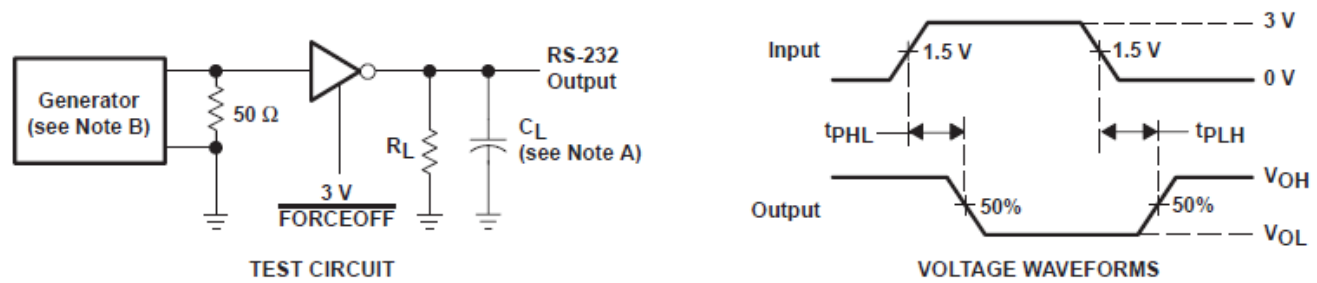 Generator
(see Note B)
50 Ω
3 V
FORCEOFF
RL
CL
(see Note A)
RS-232
Output
TEST CIRCUIT
Input
1.5 V
1.5 V
3 V
0 V
tPHL
tPLH
Output
50%
50%
VOH
VOL
VOLTAGE WAVEFORMS